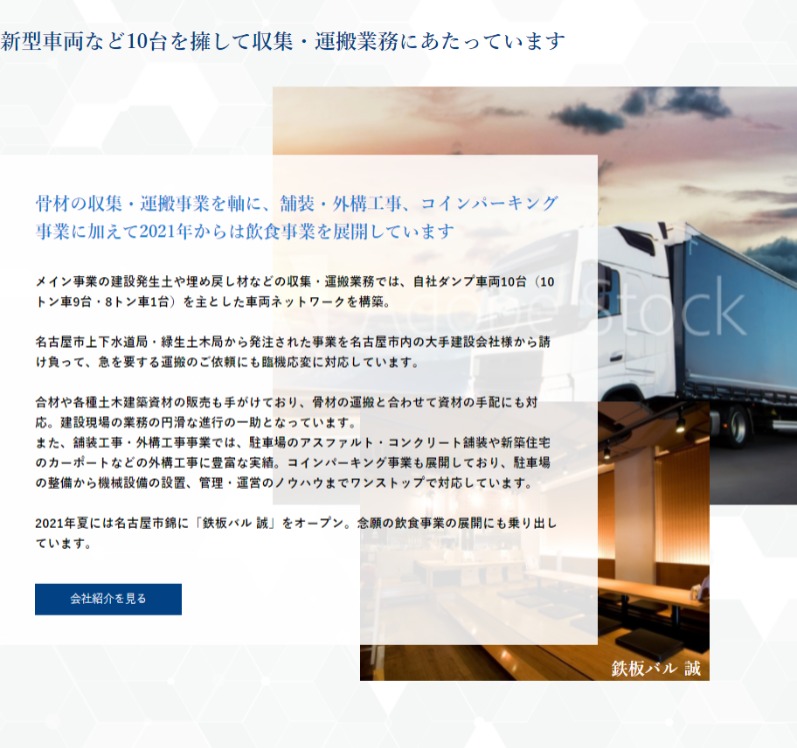 新型車両など10台を擁して収集・運搬業務にあたっています
骨材の収集・運搬事業を軸に、舗装・外構工事、コインパーキング
事業に加えて2021年からは飲食事業を展開しています
メイン事業の建設発生土や埋め戻し材などの収集・運搬業務では、自社ダンプ車両10台（10
トン車9台・8トン車1台）を主とした車両ネットワークを構築。
名古屋市上下水道局・緑生土木局から発注された事業を名古屋市内の大手建設会社様から請
け負って、急を要する運搬のご依頼にも臨機応変に対応しています。
合材や各種土木建築資材の販売も手がけており、骨材の運搬と合わせて資材の手配にも対
応。建設現場の業務の円滑な進行の一助となっています。
また、舗装工事・外構工事事業では、駐車場のアスファルト・コンクリート舗装や新築住宅
のカーポートなどの外構工事に豊富な実績。コインパーキング事業も展開しており、駐車場
の整備から機械設備の設置、管理・運営のノウハウまでワンストップで対応しています。
2021年夏には名古屋市錦に「鉄板バル 誠」をオープン。念願の飲食事業の展開にも乗り出し
ています。
会社紹介を見る
Adobe Stock
鉄板バル 誠